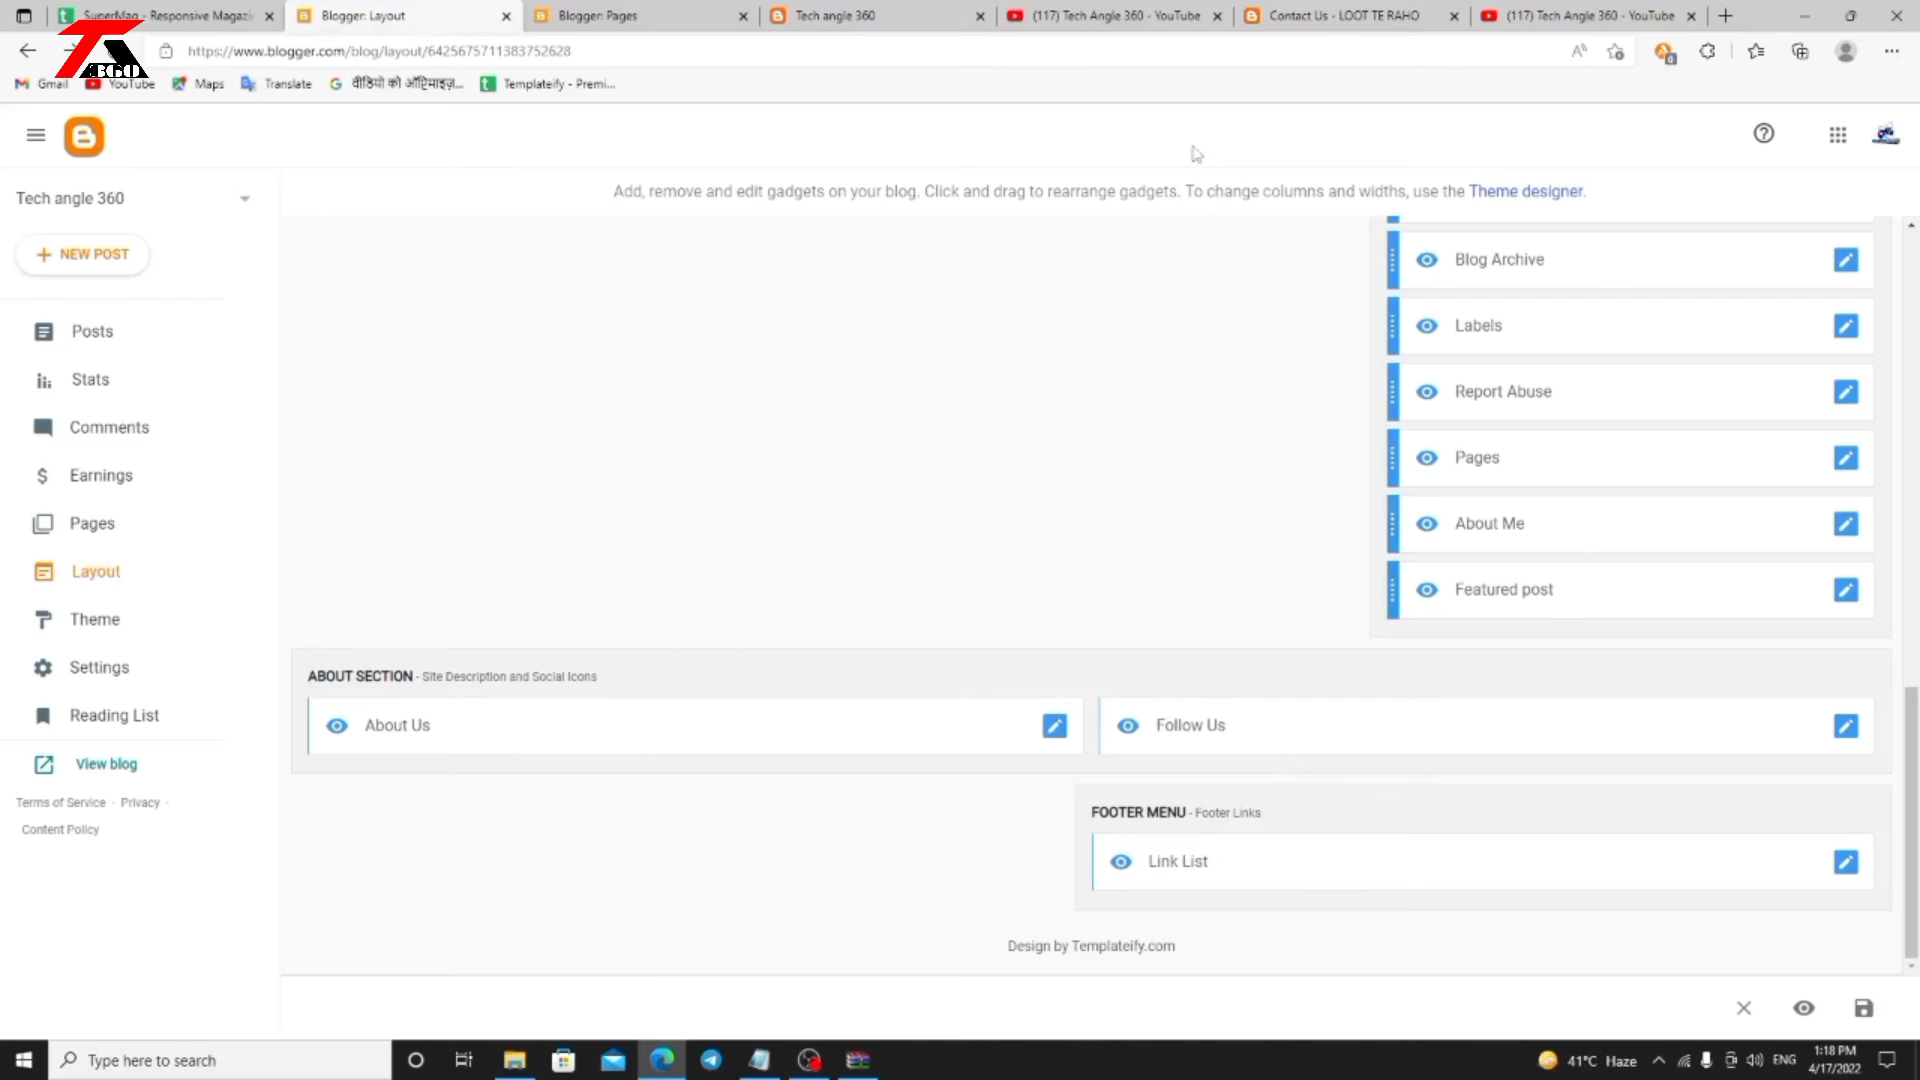 SuperMag - Responsive Magazi
Blogger: Layout
Blogger: Pages
Tech angle 360
(117) Tech Angle 360 - YouTube
Contact Us - LOOT TE RAHO
(117) Tech Angle 360 - YouTube
https://www.blogger.com/blog/layout/6425675711383752628
TA
360
Gmail
YouTube
Maps
Translate
वीडियो को ऑप्टिमाइज़...
Templateify - Premi...
Add, remove and edit gadgets on your blog. Click and drag to rearrange gadgets. To change columns and widths, use the Theme designer.
Tech angle 360
NEW POST
Posts
Stats
Comments
Earnings
Pages
Layout
Theme
Settings
Reading List
View blog
Terms of Service · Privacy ·
Content Policy
Blog Archive
Labels
Report Abuse
Pages
About Me
Featured post
ABOUT SECTION - Site Description and Social Icons
About Us
Follow Us
FOOTER MENU - Footer Links
Link List
Design by Templateify.com
Type here to search
41°C Haze
ENG
1:18 PM
4/17/2022